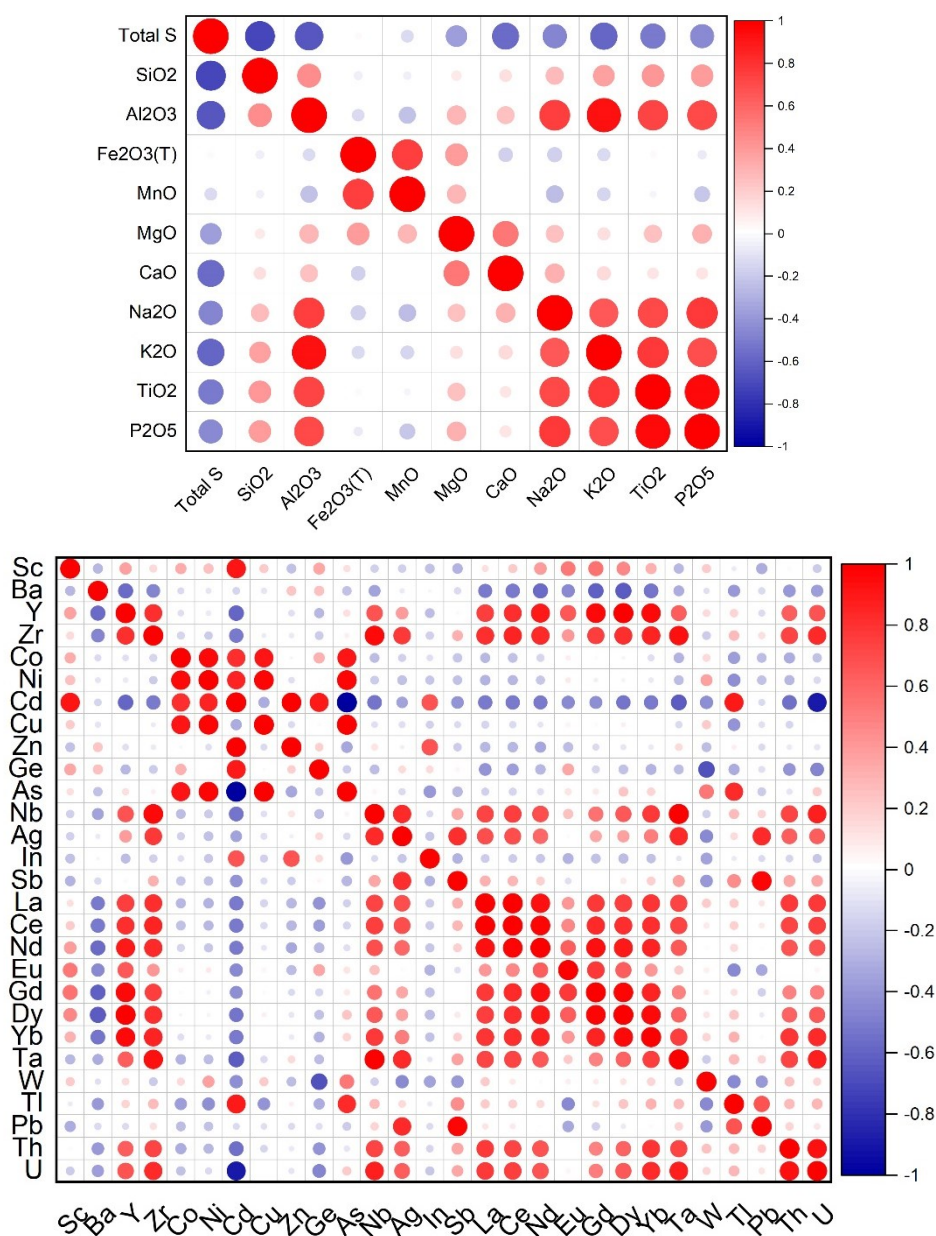 Total S
SiO2
Al2O3
Fe2O3(T)
MnO
MgO
CaO
Na2O
K2O
TiO2
P2O5
Total S SiO2 Al2O3 Fe2O3(T) MnO MgO CaO Na2O K2O TiO2 P2O5
1
0.8
0.6
0.4
0.2
0
-0.2
-0.4
-0.6
-0.8
-1
Sc
Ba
Y
Zr
Co
Ni
Cd
Cu
Zn
Ge
As
Nb
Ag
In
Sb
La
Ce
Nd
Eu
Gd
Dy
Yb
Ta
W
Tl
Pb
Th
U
Sc Ba Y Zr Co Ni Cd Cu Zn Ge As Nb Ag In Sb La Ce Nd Eu Gd Dy Yb Ta W Tl Pb Th U
1
0.8
0.6
0.4
0.2
0
-0.2
-0.4
-0.6
-0.8
-1